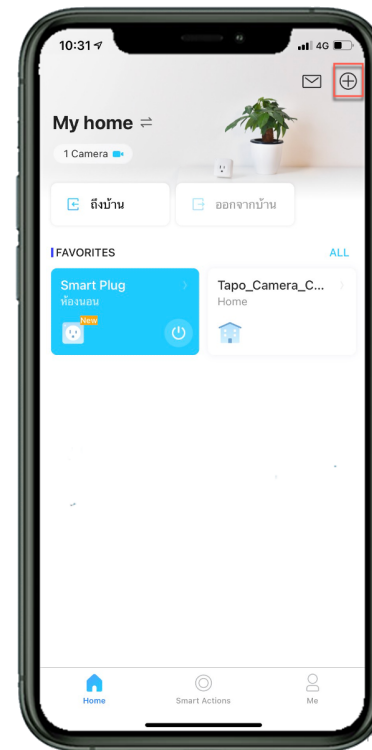 10:31
4G
My home
1 Camera
ถึงบ้าน
ออกจากบ้าน
FAVORITES
ALL
Smart Plug
ห้องนอน
New
Tapo_Camera_C...
Home
Home
Smart Actions
Me